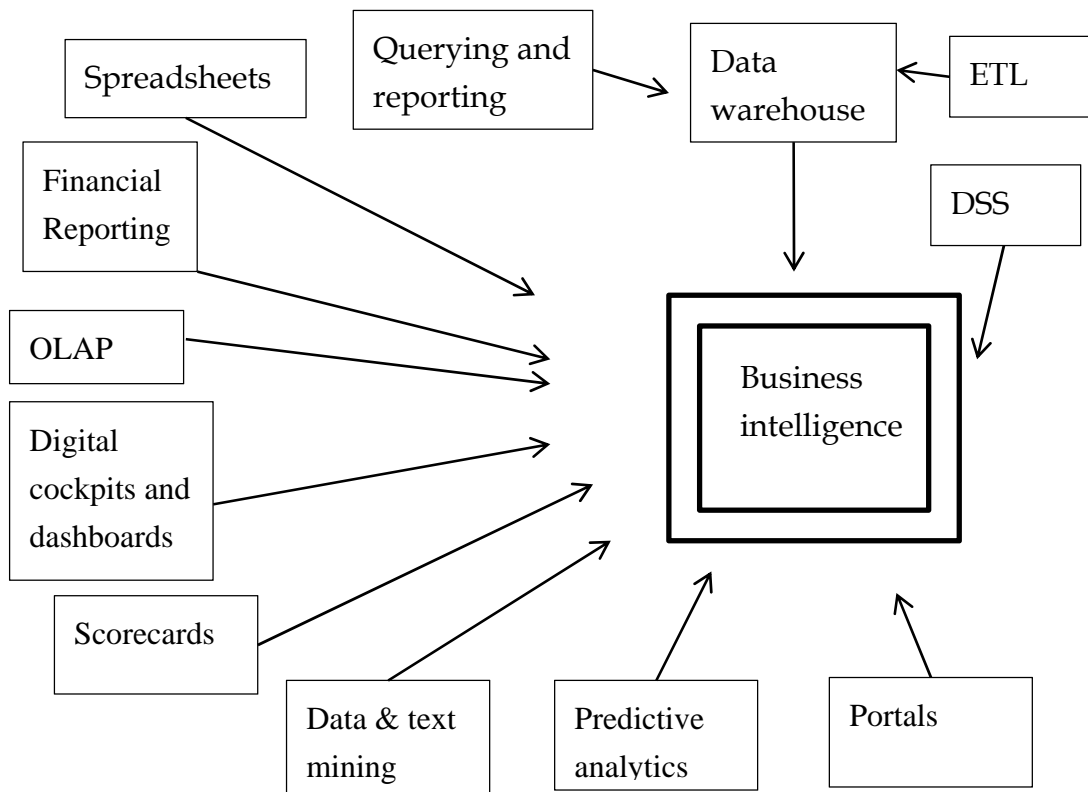 Spreadsheets
Querying and
reporting
Data
warehouse
ETL
Financial
Reporting
DSS
OLAP
Business
intelligence
Digital
cockpits and
dashboards
Scorecards
Data & text
mining
Predictive
analytics
Portals